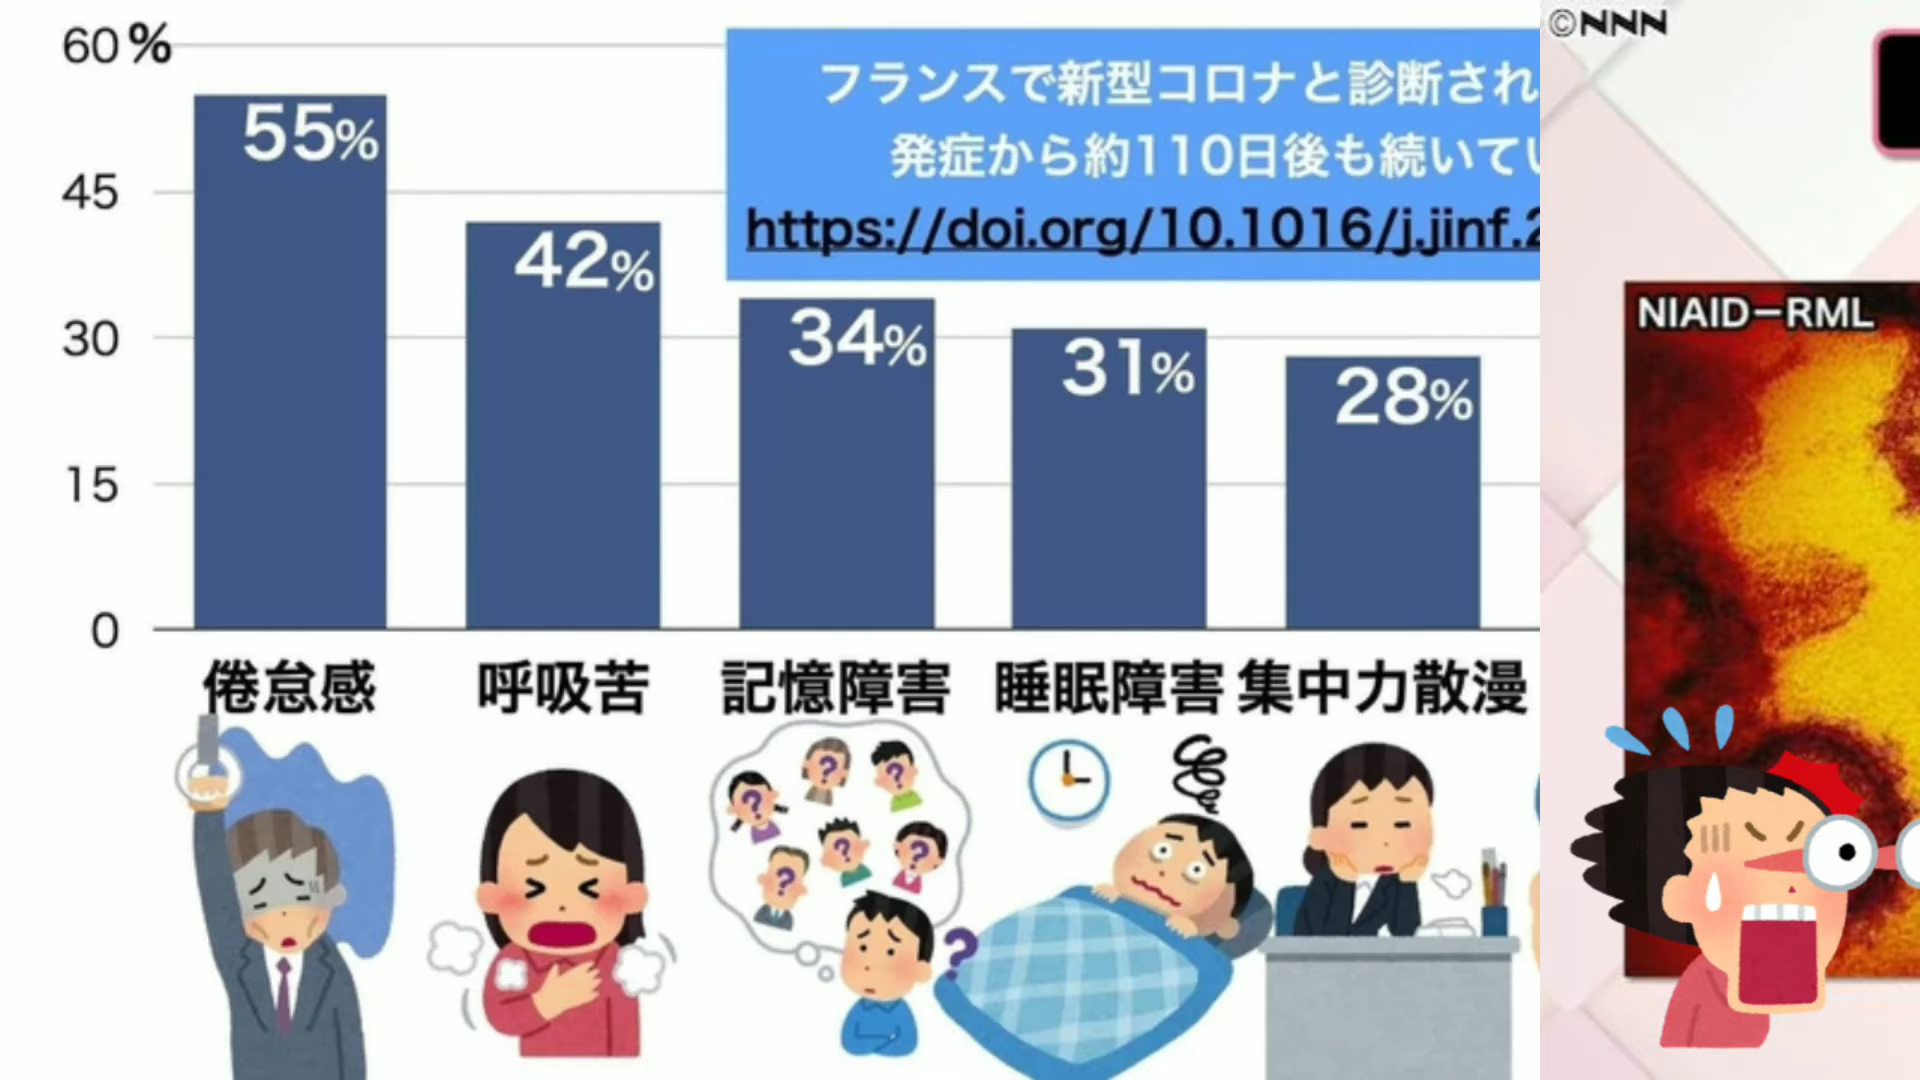 60%
45
30
15
0
55%
42%
34%
31%
28%
フランスで新型コロナと診断され
発症から約110日後も続いてい
https://doi.org/10.1016/j.jinf.2
倦怠感
呼吸苦
記憶障害
睡眠障害
集中力散漫
©NNN
NIAID−RML